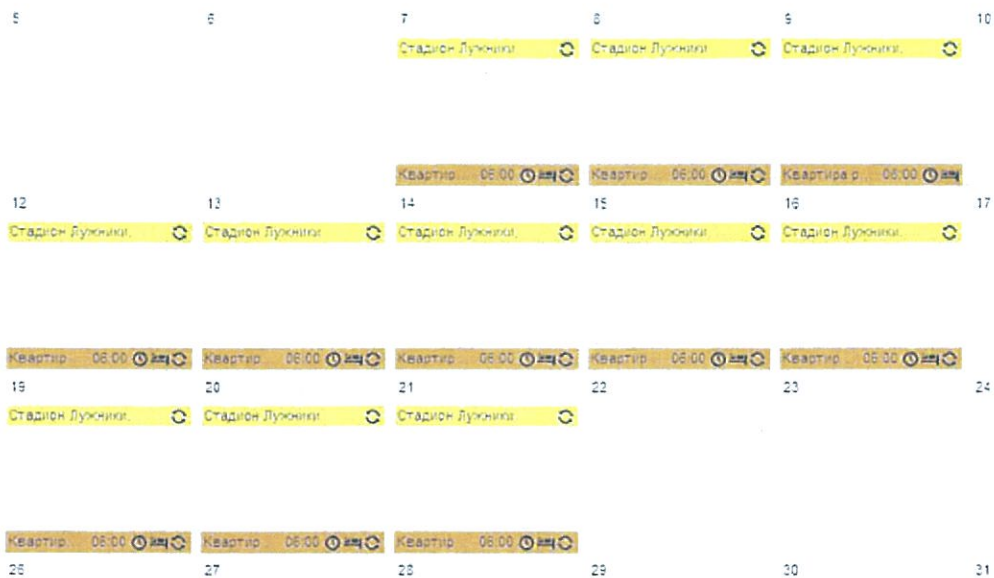 5 6 7 8 9 10
Стадион Лужники. Стадион Лужники Стадион Лужники.
Квартир... 06:00 Квартир... 06:00 Квартира р... 06:00
12 13 14 15 16 17
Стадион Лужники. Стадион Лужники Стадион Лужники. Стадион Лужники. Стадион Лужники.
Квартир... 06:00 Квартир... 06:00 Квартир... 06:00 Квартир... 06:00 Квартир... 06:00
19 20 21 22 23 24
Стадион Лужники. Стадион Лужники Стадион Лужники
Квартир... 06:00 Квартир... 06:00 Квартир... 06:00
26 27 28 29 30 31